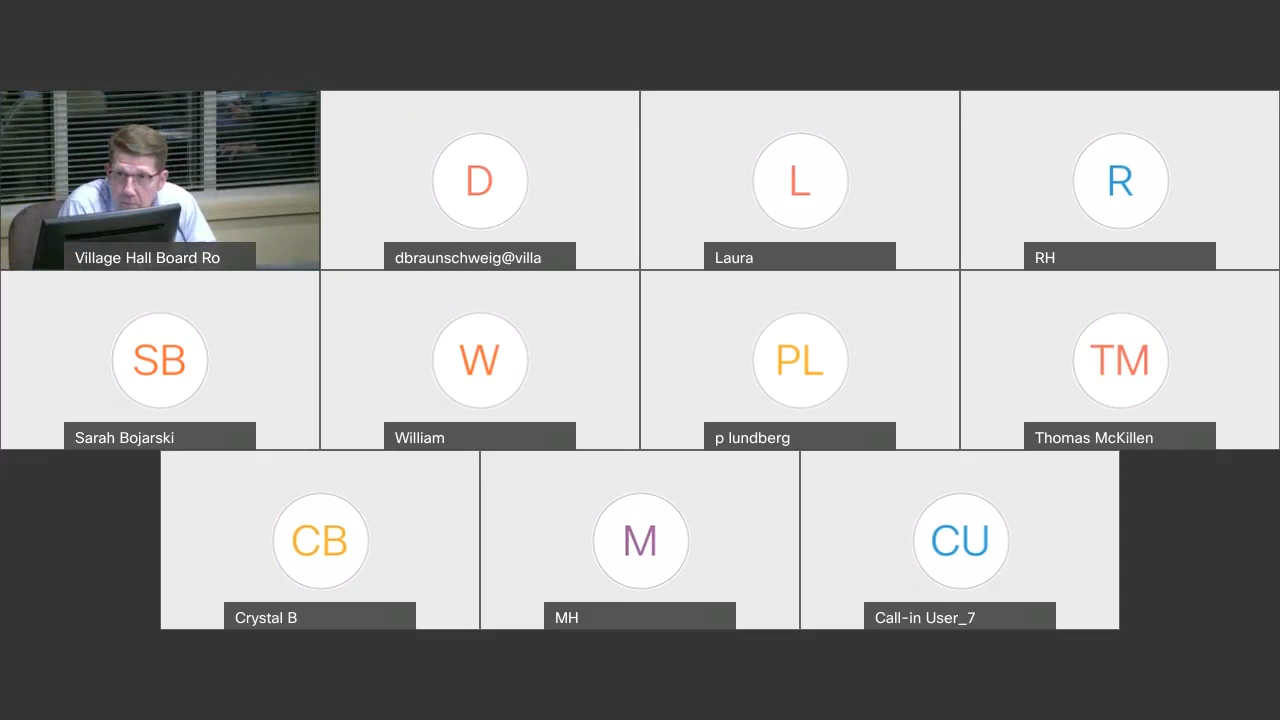 Village Hall Board Ro
D
dbraunschweig@villa
L
Laura
R
RH
SB
Sarah Bojarski
W
William
PL
p lundberg
TM
Thomas McKillen
CB
Crystal B
M
MH
CU
Call-in User_7